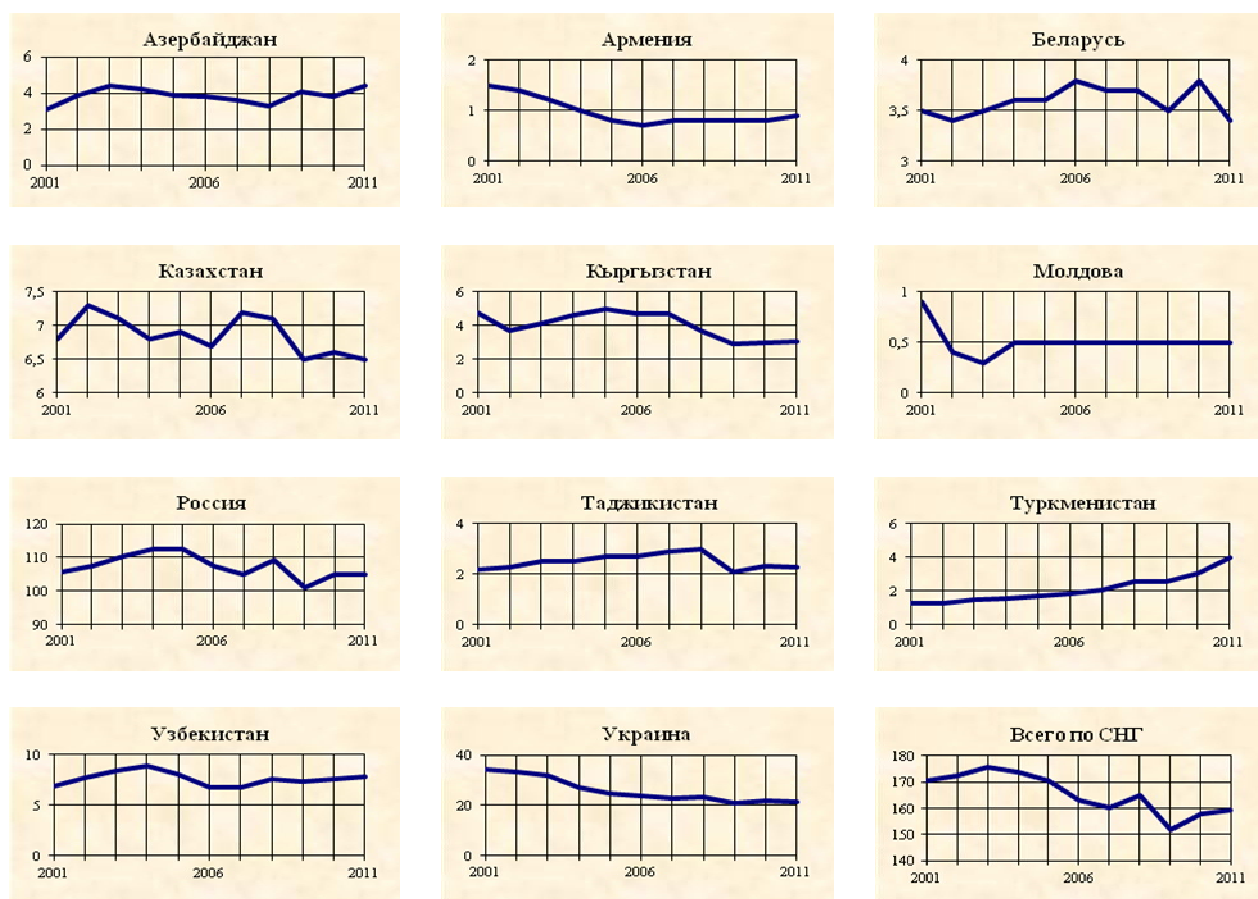 Азербайджан
6
4
2
0
2001 2006 2011
Армения
2
1
0
2001 2006 2011
Беларусь
4
3,5
3
2001 2006 2011
Казахстан
7,5
7
6,5
6
2001 2006 2011
Кыргызстан
6
4
2
0
2001 2006 2011
Молдова
1
0,5
0
2001 2006 2011
Россия
120
110
100
90
2001 2006 2011
Таджикистан
4
2
0
2001 2006 2011
Туркменистан
6
4
2
0
2001 2006 2011
Узбекистан
10
5
0
2001 2006 2011
Украина
40
20
0
2001 2006 2011
Всего по СНГ
180
170
160
150
140
2001 2006 2011